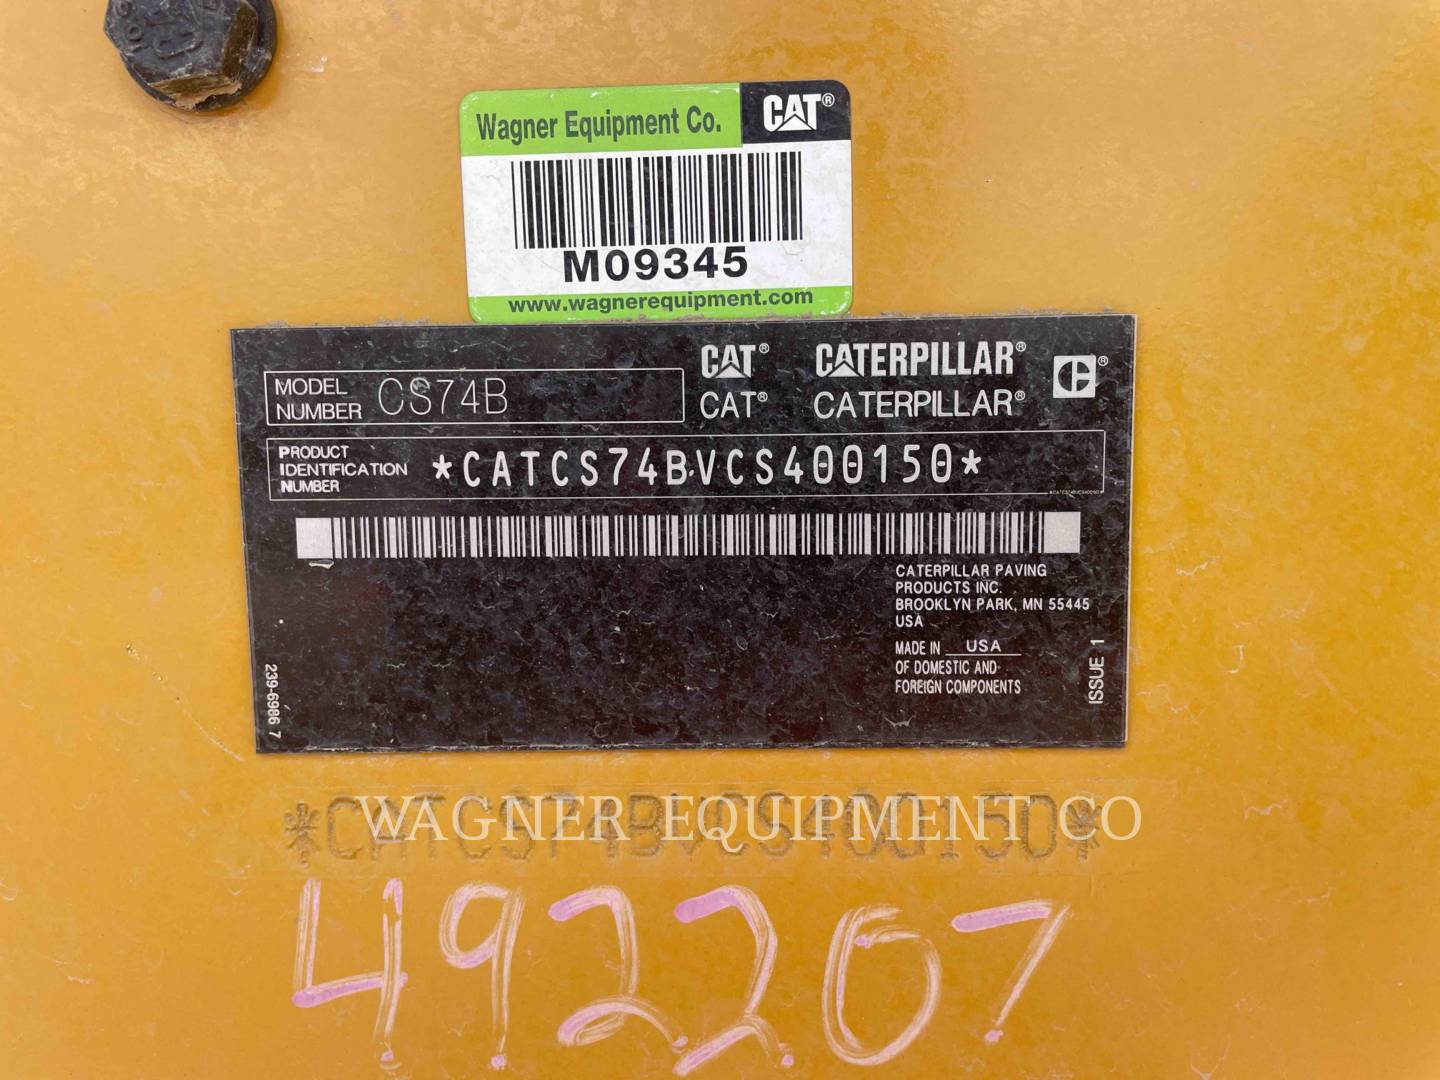 Wagner Equipment Co. CAT®
M09345
www.wagnerequipment.com
CAT® CATERPILLAR® ®
MODEL NUMBER CS74B
CAT® CATERPILLAR®
PRODUCT IDENTIFICATION NUMBER *CATCS74BVCS400150*
*CATCS74BVCS400150*
CATERPILLAR PAVING
PRODUCTS INC.
BROOKLYN PARK, MN 55445
USA
MADE IN USA
OF DOMESTIC AND
FOREIGN COMPONENTS
ISSUE 1
239-6986 7
*CATCS74BVCS400150*
WAGNER EQUIPMENT CO
492207